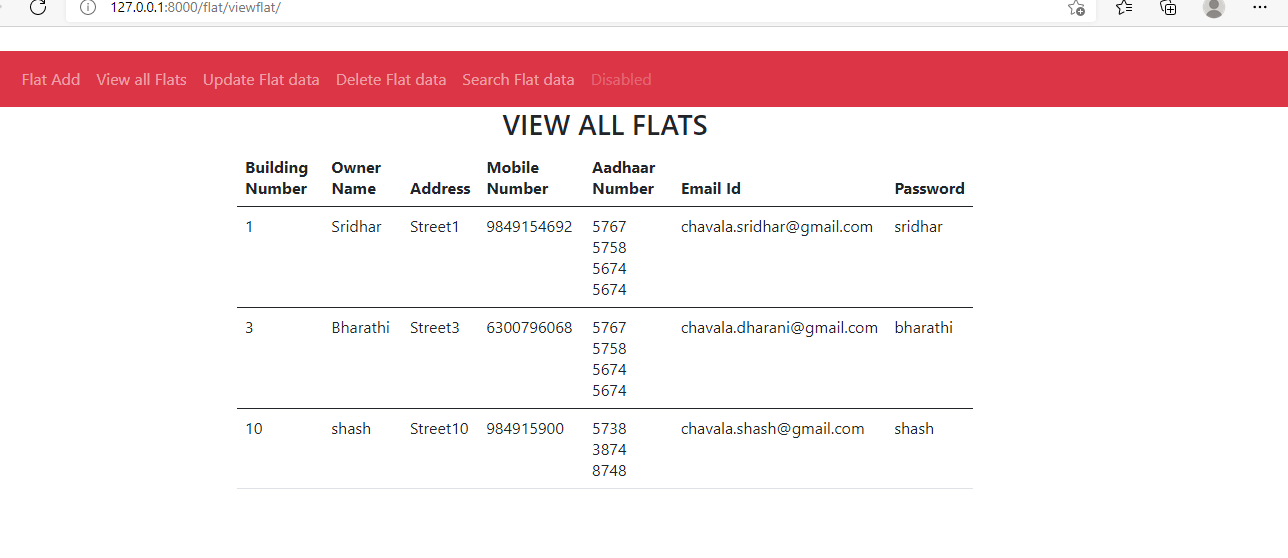 127.0.0.1:8000/flat/viewflat/
Flat Add View all Flats Update Flat data Delete Flat data Search Flat data Disabled
VIEW ALL FLATS
Building Number Owner Name Address Mobile Number Aadhaar Number Email Id Password
1 Sridhar Street1 9849154692 5767 5758 5674 5674 chavala.sridhar@gmail.com sridhar
3 Bharathi Street3 6300796068 5767 5758 5674 5674 chavala.dharani@gmail.com bharathi
10 shash Street10 984915900 5738 3874 8748 chavala.shash@gmail.com shash